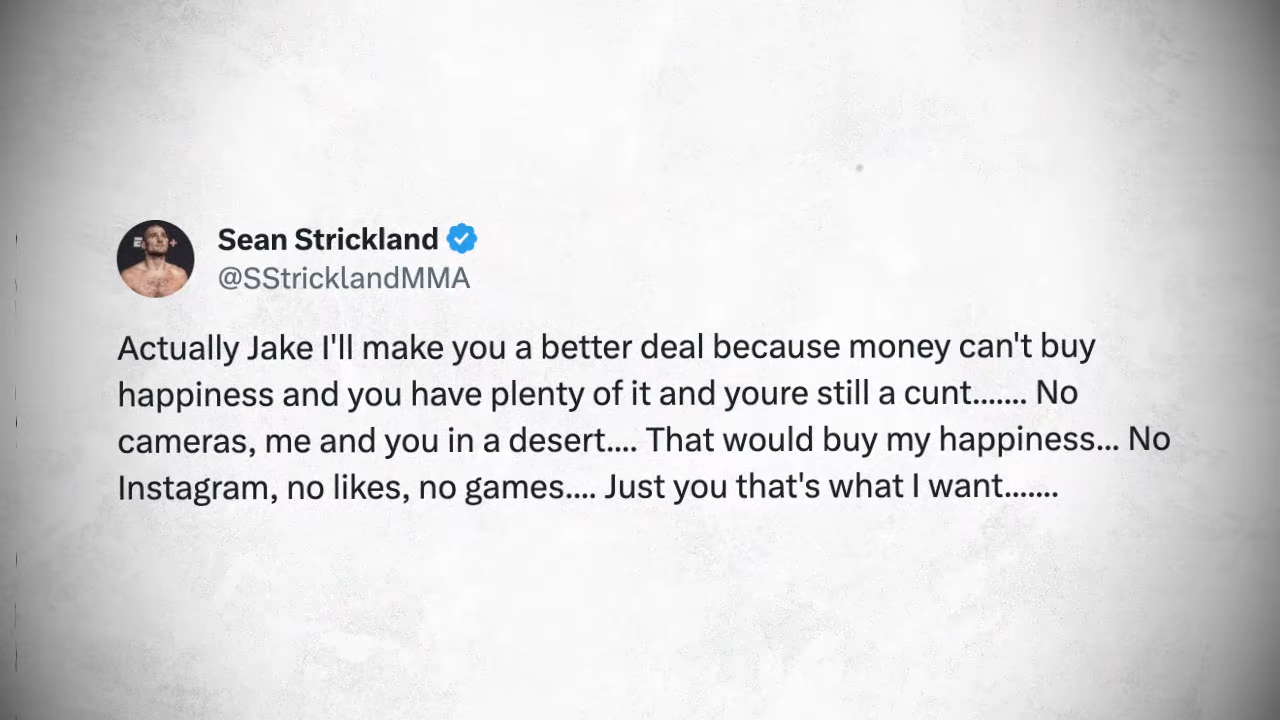 Sean Strickland
@SStricklandMMA
Actually Jake I'll make you a better deal because money can't buy
happiness and you have plenty of it and youre still a cunt....... No
cameras, me and you in a desert.... That would buy my happiness... No
Instagram, no likes, no games.... Just you that's what I want.......